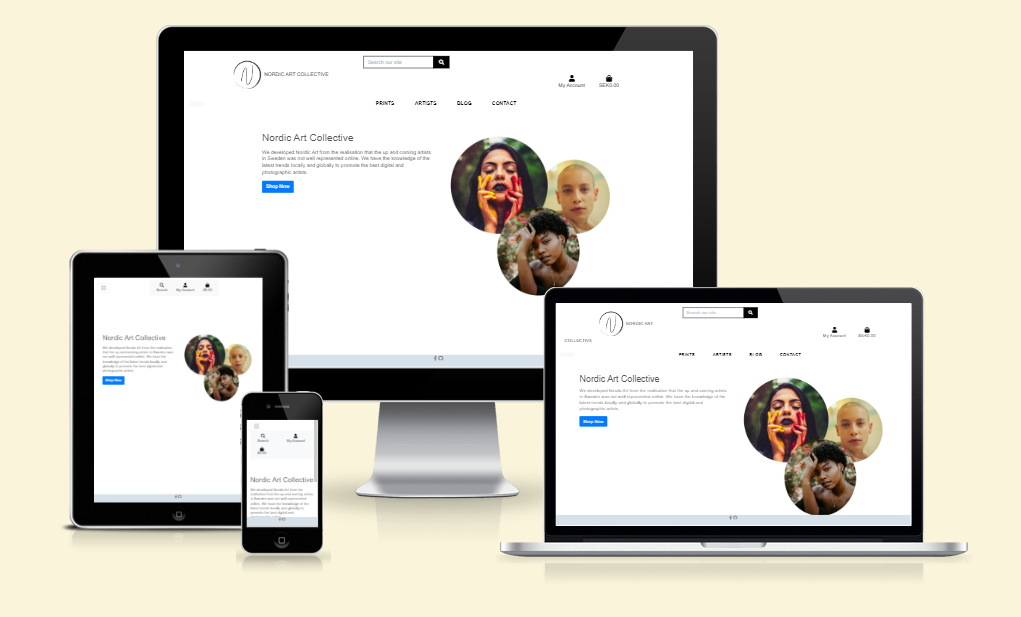 Search our site
NORDIC ART COLLECTIVE
My Account
SEK0.00
PRINTS
ARTISTS
BLOG
CONTACT
Nordic Art Collective
We developed Nordic Art from the realisation that the up and coming artists
in Sweden was not well represented online. We have the knowledge of the
latest trends locally and globally to promote the best digital and
photographic artists.
Shop Now
Search
My Account
SEK0
Nordic Art Collective
We developed Nordic Art from the realisation
that the up and coming artists in Sweden was
not well represented online. We have the
knowledge of the latest trends locally and
globally to promote the best digital and
photographic artists.
Shop Now
Search
My Account
SEK0
Nordic Art Collective
We developed Nordic Art from the
realisation that the up and coming artists
in Sweden was not well represented
online. We have the knowledge of the
latest trends locally and globally to
promote the best digital and
Search our site
NORDIC ART
COLLECTIVE
My Account
SEK0.00
PRINTS
ARTISTS
BLOG
CONTACT
Nordic Art Collective
We developed Nordic Art from the realisation that the up and coming artists
in Sweden was not well represented online. We have the knowledge of the
latest trends locally and globally to promote the best digital and
photographic artists.
Shop Now